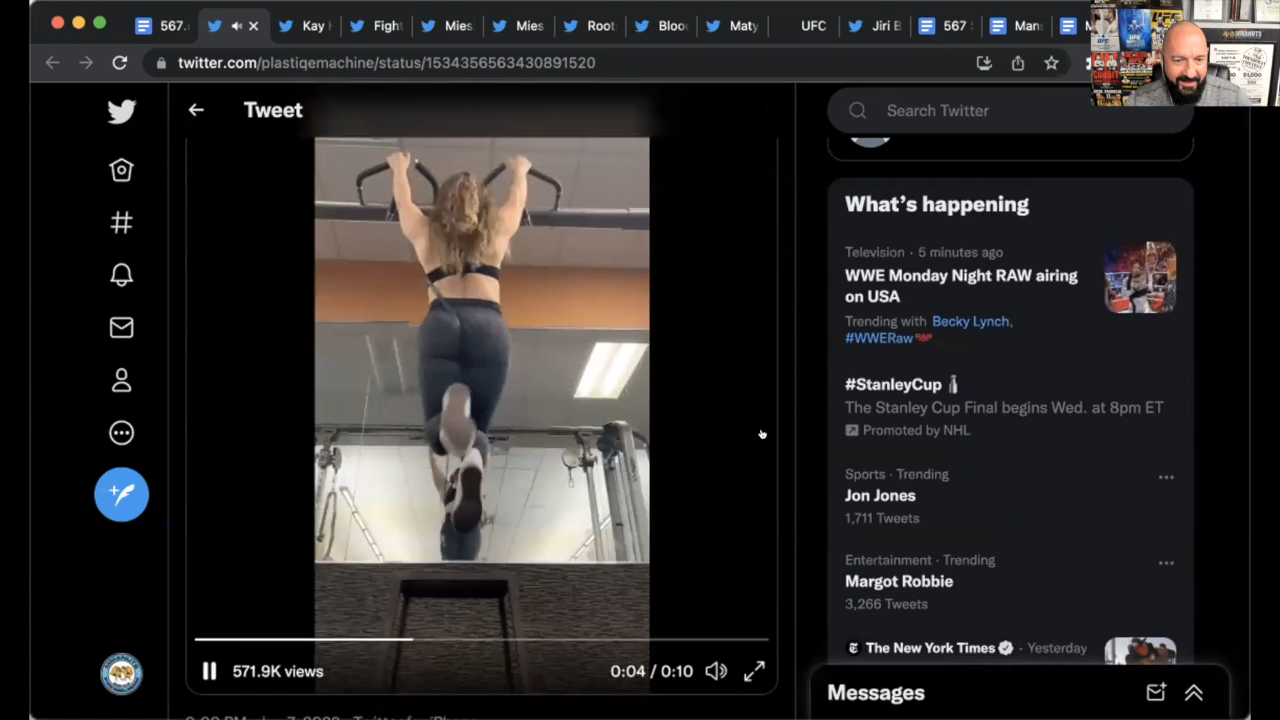 567.
Kay
Fight
Mies
Mies
Root
Bloo
Maty
UFC
Jiri B
567
Man
M
twitter.com/plastiqemachine/status/1534356563430891520
Tweet
Search Twitter
What's happening
Television · 5 minutes ago
WWE Monday Night RAW airing
on USA
Trending with Becky Lynch,
#WWERaw
#StanleyCup
The Stanley Cup Final begins Wed. at 8pm ET
Promoted by NHL
Sports · Trending
Jon Jones
1,711 Tweets
Entertainment · Trending
Margot Robbie
3,266 Tweets
The New York Times · Yesterday
571.9K views
0:04 / 0:10
Messages